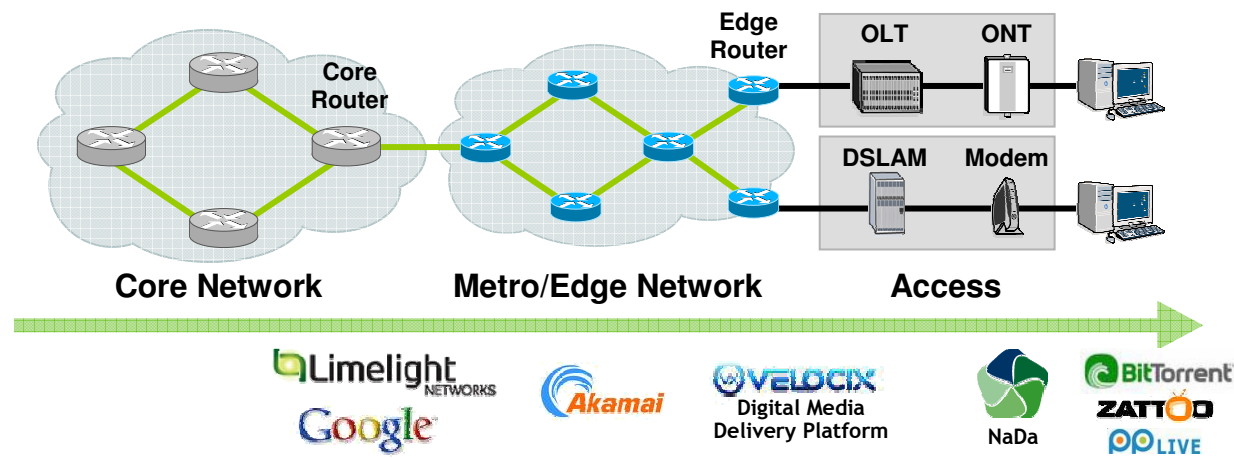 Edge
Router
OLT
ONT
Core
Router
DSLAM
Modem
Core Network
Metro/Edge Network
Access
Limelight
NETWORKS
Google
Akamai
VELOCIX
Digital Media
Delivery Platform
NaDa
BitTorrent
ZATTOO
PPLIVE